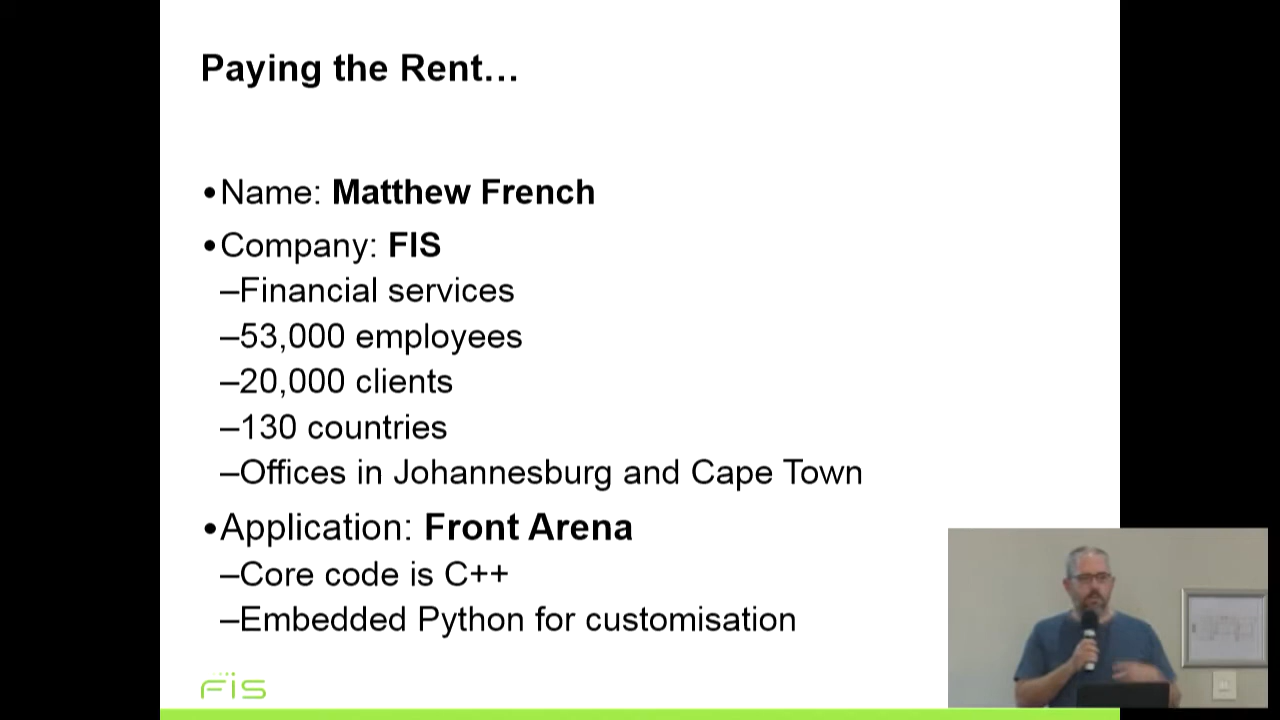 Paying the Rent…
•Name: Matthew French
•Company: FIS
–Financial services
–53,000 employees
–20,000 clients
–130 countries
–Offices in Johannesburg and Cape Town
•Application: Front Arena
–Core code is C++
–Embedded Python for customisation
FIS